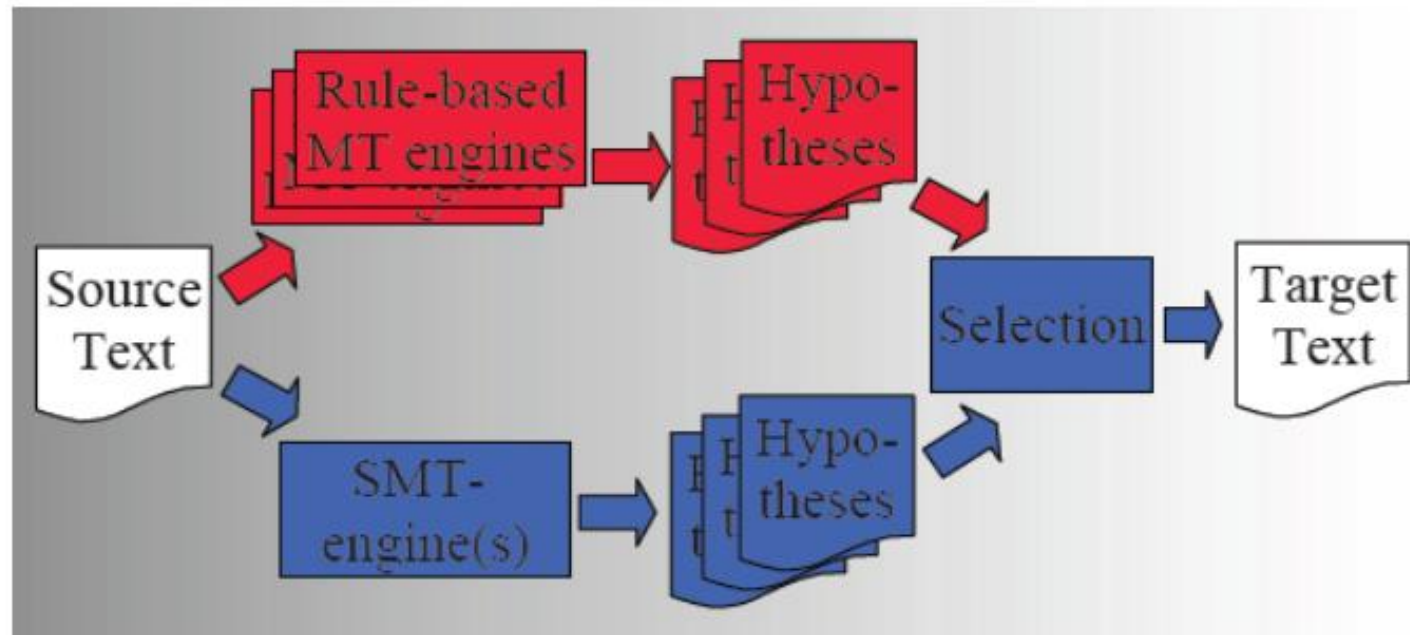 Rule-based
MT engines
Hypo-
theses
Source
Text
Selection
Target
Text
SMT-
engine(s)
Hypo-
theses